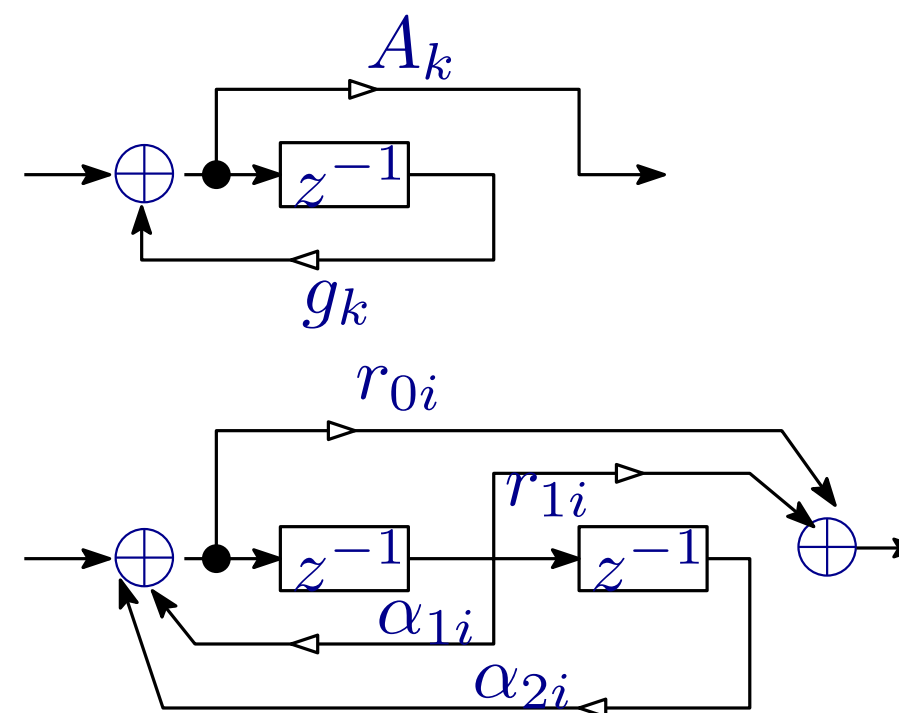 A_k
z^{-1}
g_k
r_{0i}
r_{1i}
z^{-1} z^{-1}
α_{1i}
α_{2i}